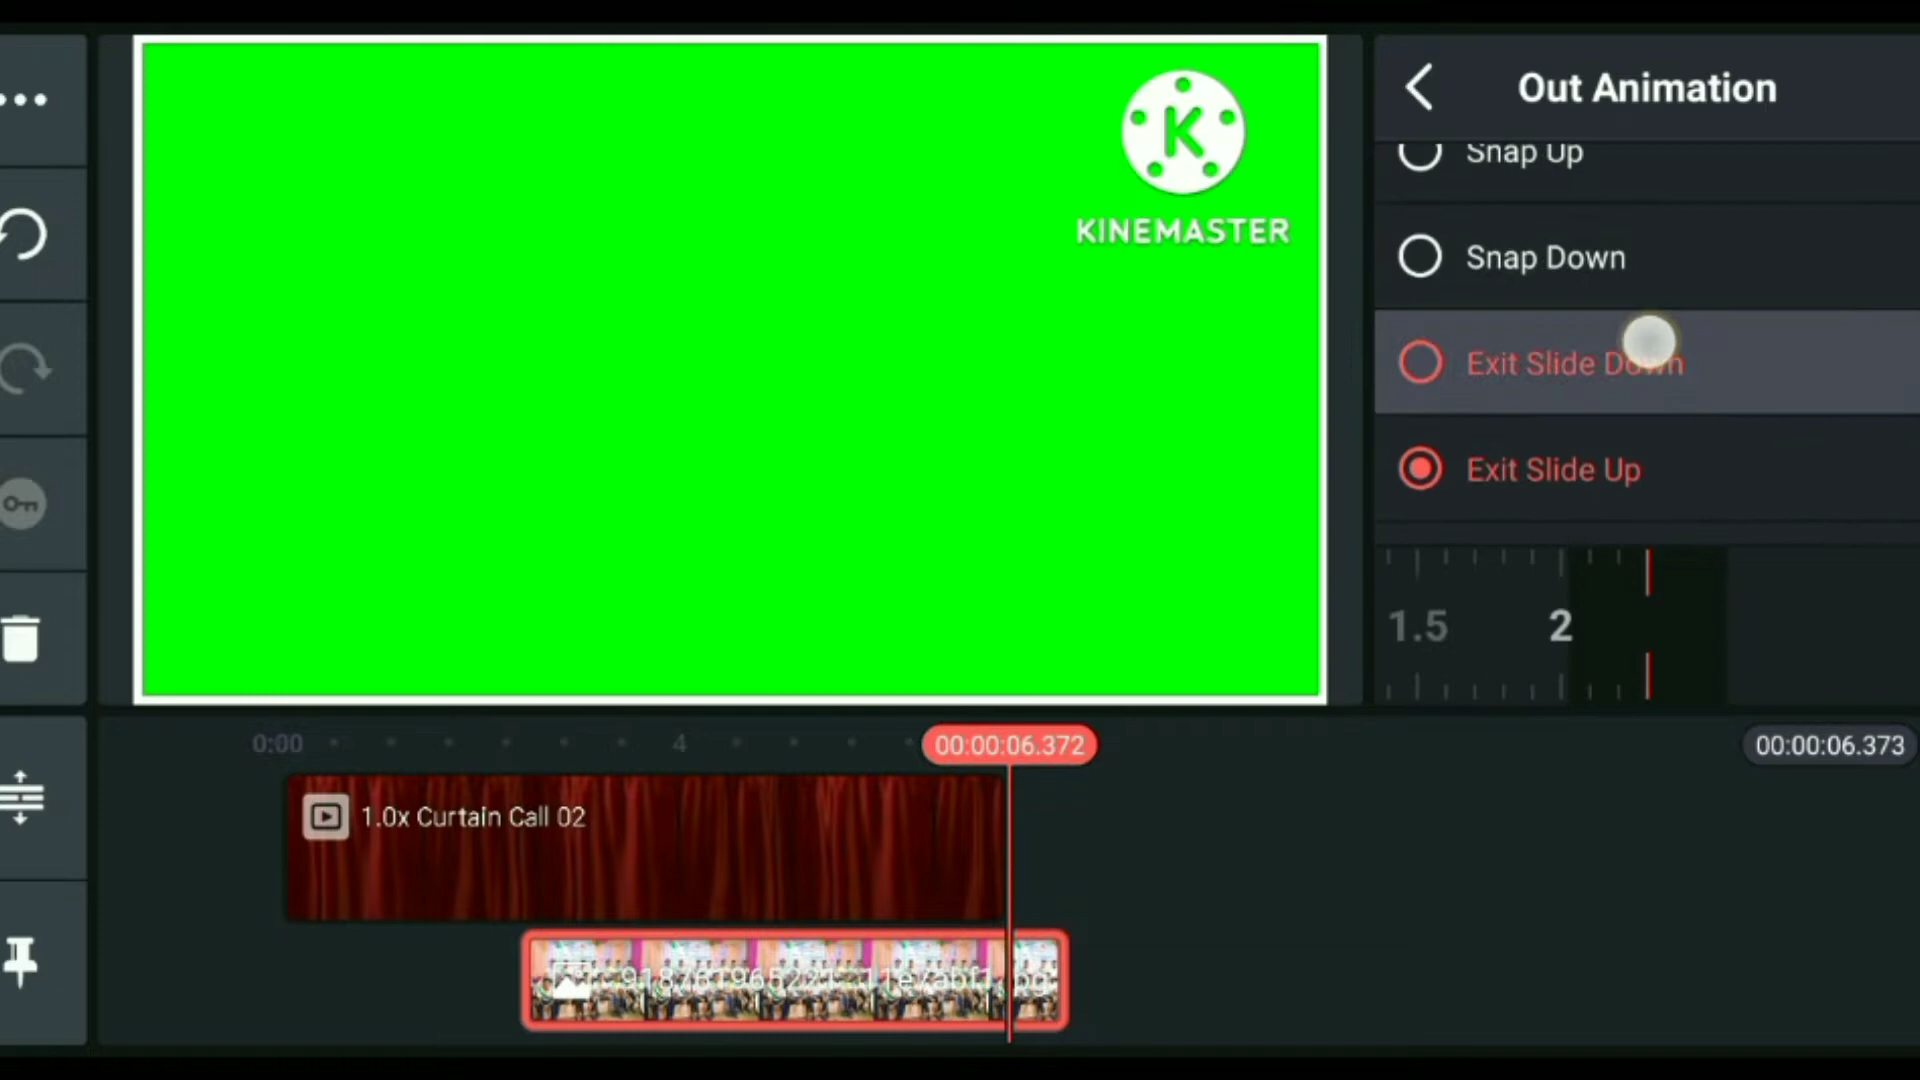 Out Animation
Snap Up
K
KINEMASTER
Snap Down
Exit Slide Down
Exit Slide Up
1.5
2
0:00
4
00:00:06.372
00:00:06.373
1.0x Curtain Call 02